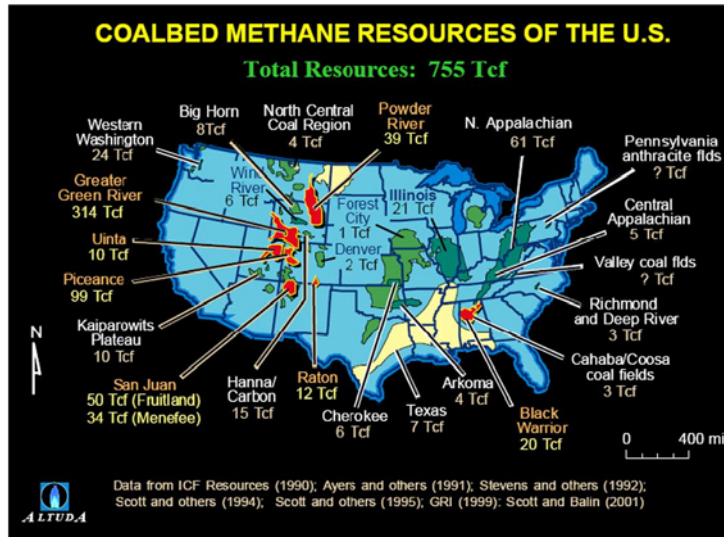 COALBED METHANE RESOURCES OF THE U.S.
Total Resources: 755 Tcf
Big Horn
8Tcf
North Central
Coal Region
4 Tcf
Powder
River
39 Tcf
N. Appalachian
61 Tcf
Western
Washington
24 Tcf
Pennsylvania
anthracite flds
? Tcf
Greater
Green River
314 Tcf
Wind
River
6 Tcf
Forest
City
1 Tcf
Illinois
21 Tcf
Central
Appalachian
5 Tcf
Uinta
10 Tcf
Denver
2 Tcf
Valley coal flds
? Tcf
Piceance
99 Tcf
Richmond
and Deep River
3 Tcf
Kaiparowits
Plateau
10 Tcf
N
Cahaba/Coosa
coal fields
3 Tcf
San Juan
50 Tcf (Fruitland)
34 Tcf (Menefee)
Hanna/
Carbon
15 Tcf
Raton
12 Tcf
Cherokee
6 Tcf
Texas
7 Tcf
Arkoma
4 Tcf
Black
Warrior
20 Tcf
0 400 mi
ALTUDA
Data from ICF Resources (1990); Ayers and others (1991); Stevens and others (1992);
Scott and others (1994); Scott and others (1995); GRI (1999): Scott and Balin (2001)